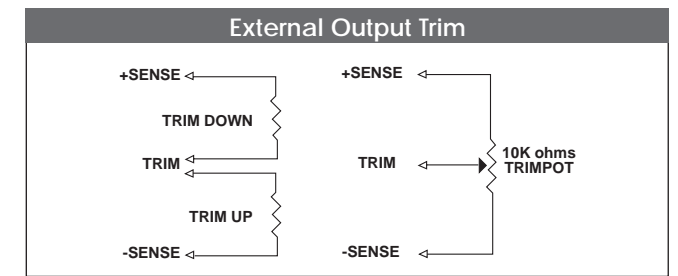 External Output Trim
+SENSE
TRIM DOWN
TRIM
TRIM UP
-SENSE
+SENSE
TRIM
10K ohms
TRIMPOT
-SENSE